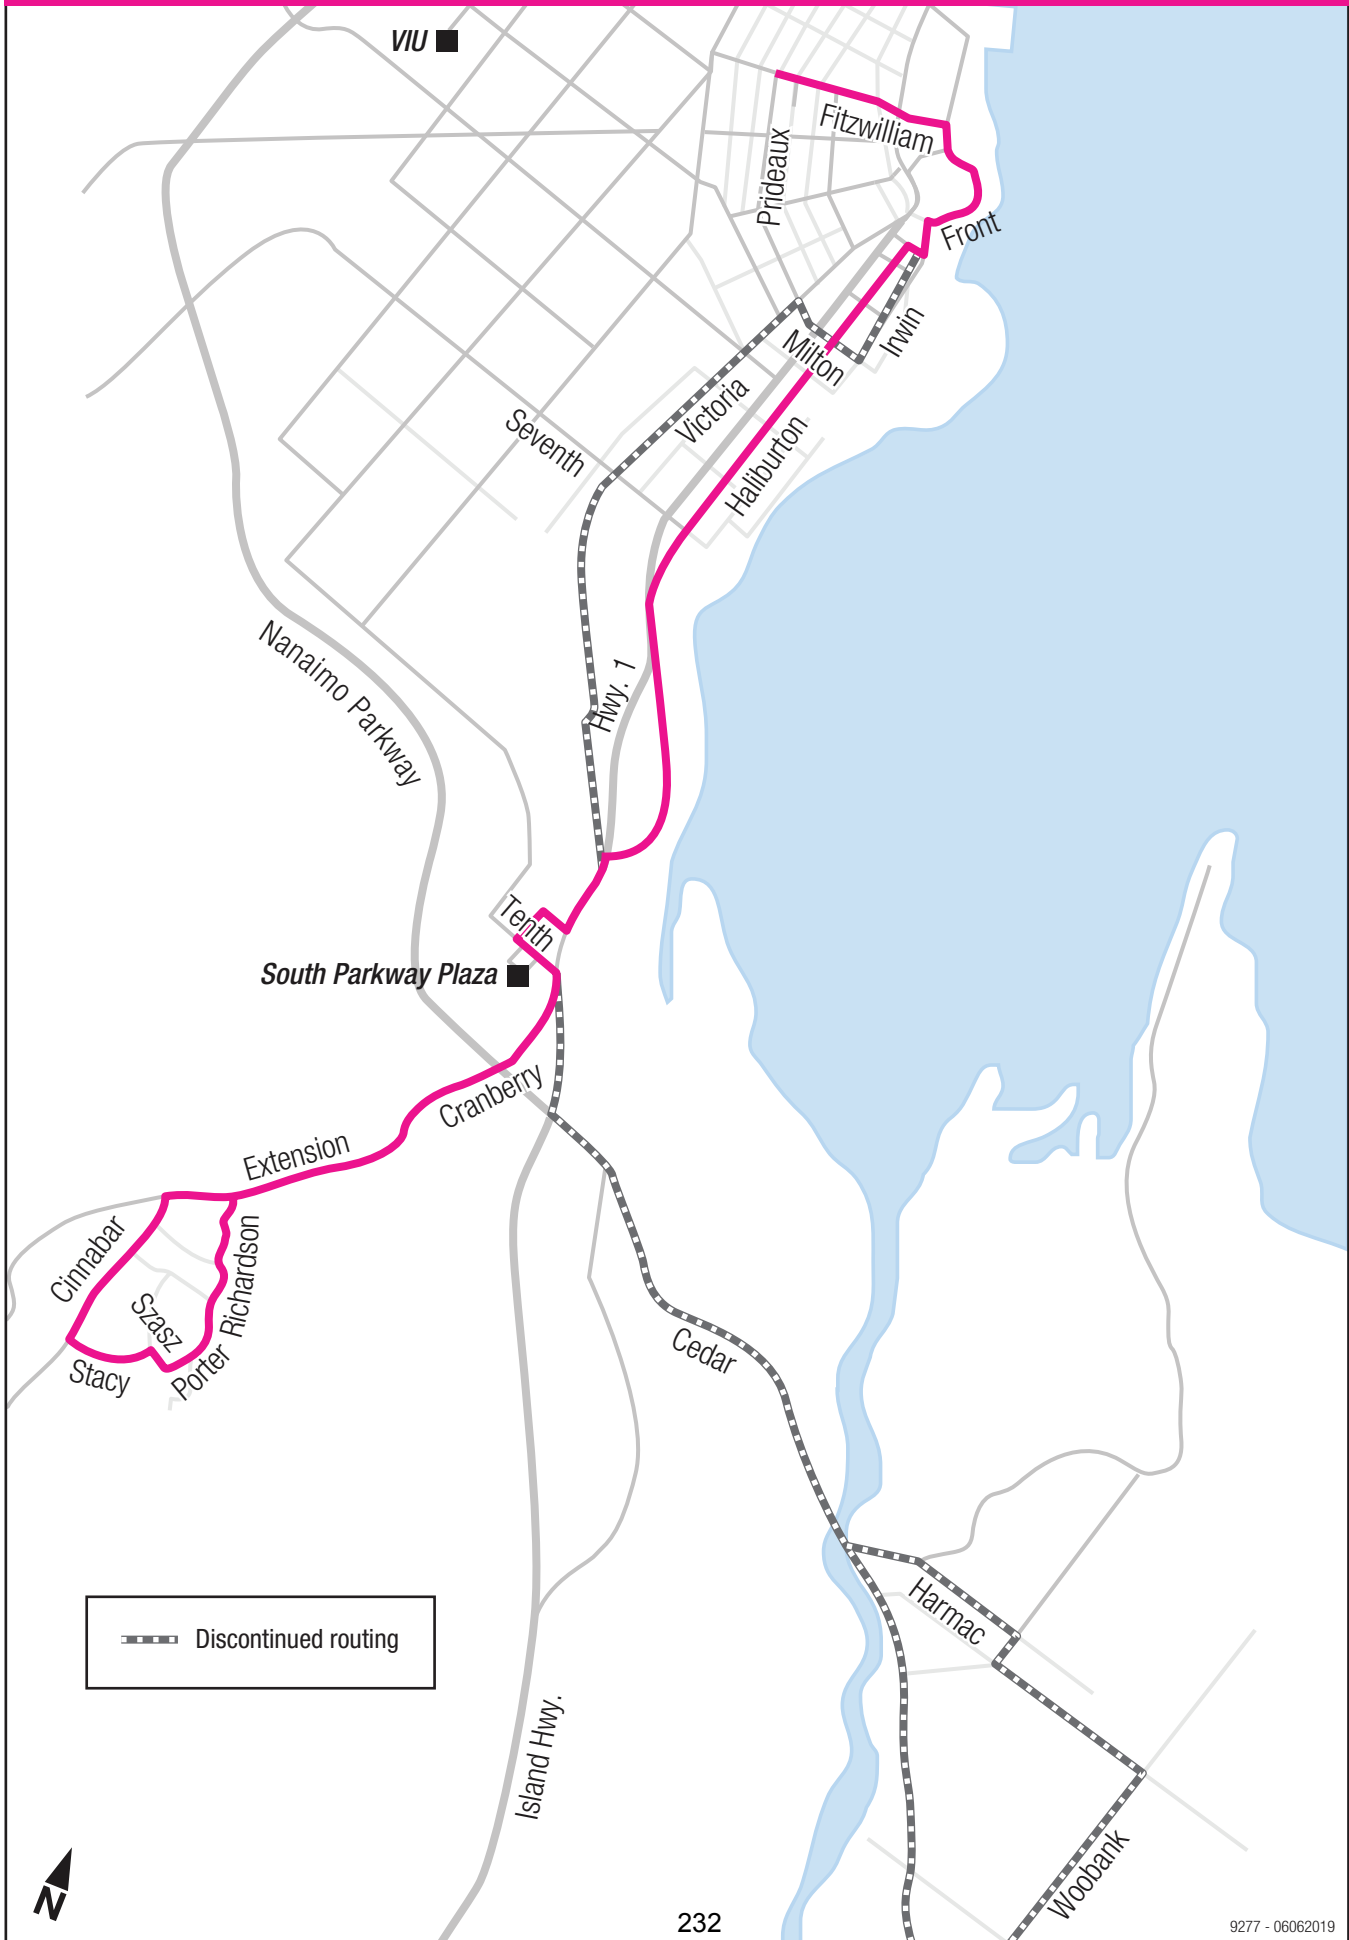 VIU
Fitzwilliam
Prideaux
Front
Irwin
Milton
Victoria
Seventh
Haliburton
Nanaimo Parkway
Hwy. 1
Tenth
South Parkway Plaza
Cranberry
Extension
Cinnabar
Richardson
Szasz
Porter
Stacy
Cedar
Harmac
Discontinued routing
Island Hwy.
Woobank
N
232
9277 - 06062019